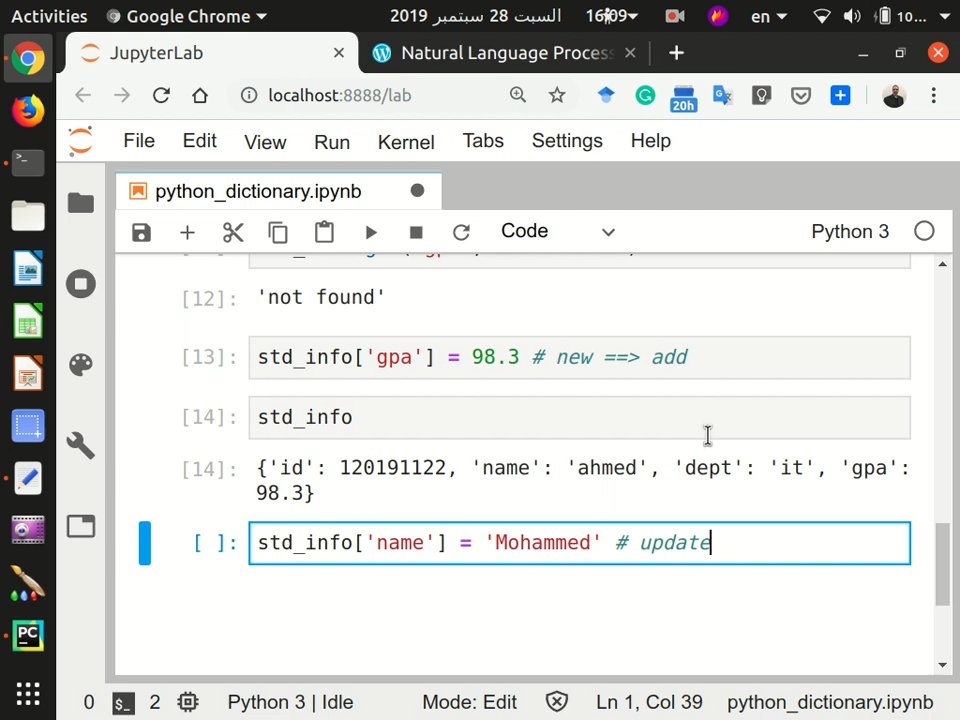 Activities Google Chrome السبت 28 سبتمبر 2019 16:09 en 10...
JupyterLab Natural Language Process
localhost:8888/lab 20h
File Edit View Run Kernel Tabs Settings Help
python_dictionary.ipynb
Code Python 3
[12]: 'not found'
[13]: std_info['gpa'] = 98.3 # new ==> add
[14]: std_info
[14]: {'id': 120191122, 'name': 'ahmed', 'dept': 'it', 'gpa':
98.3}
[ ]: std_info['name'] = 'Mohammed' # update
0 2 Python 3 | Idle Mode: Edit Ln 1, Col 39 python_dictionary.ipynb